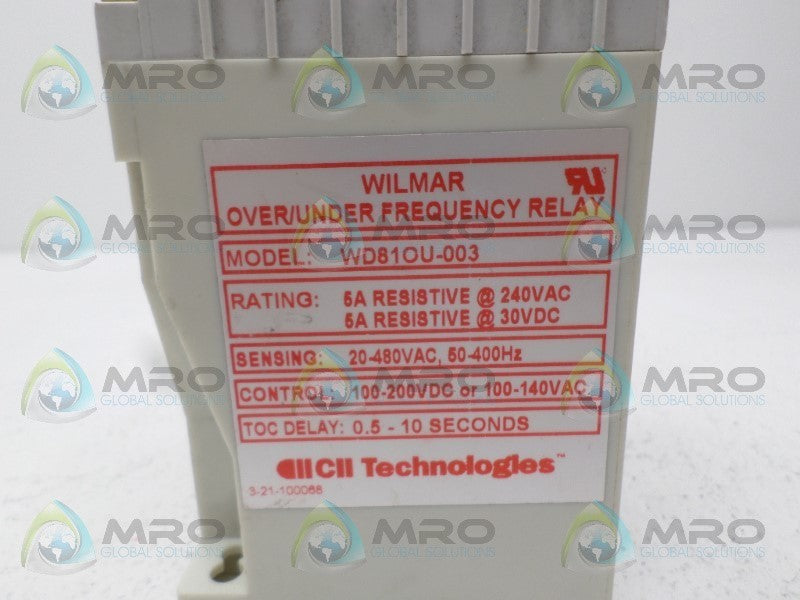 WILMAR
OVER/UNDER FREQUENCY RELAY
MODEL: WD81OU-003
RATING: 5A RESISTIVE @ 240VAC
5A RESISTIVE @ 30VDC
SENSING: 20-480VAC, 50-400Hz
CONTROL: 100-200VDC or 100-140VAC
TOC DELAY: 0.5 - 10 SECONDS
CII Technologies™
3-21-100068
MRO
GLOBAL SOLUTIONS